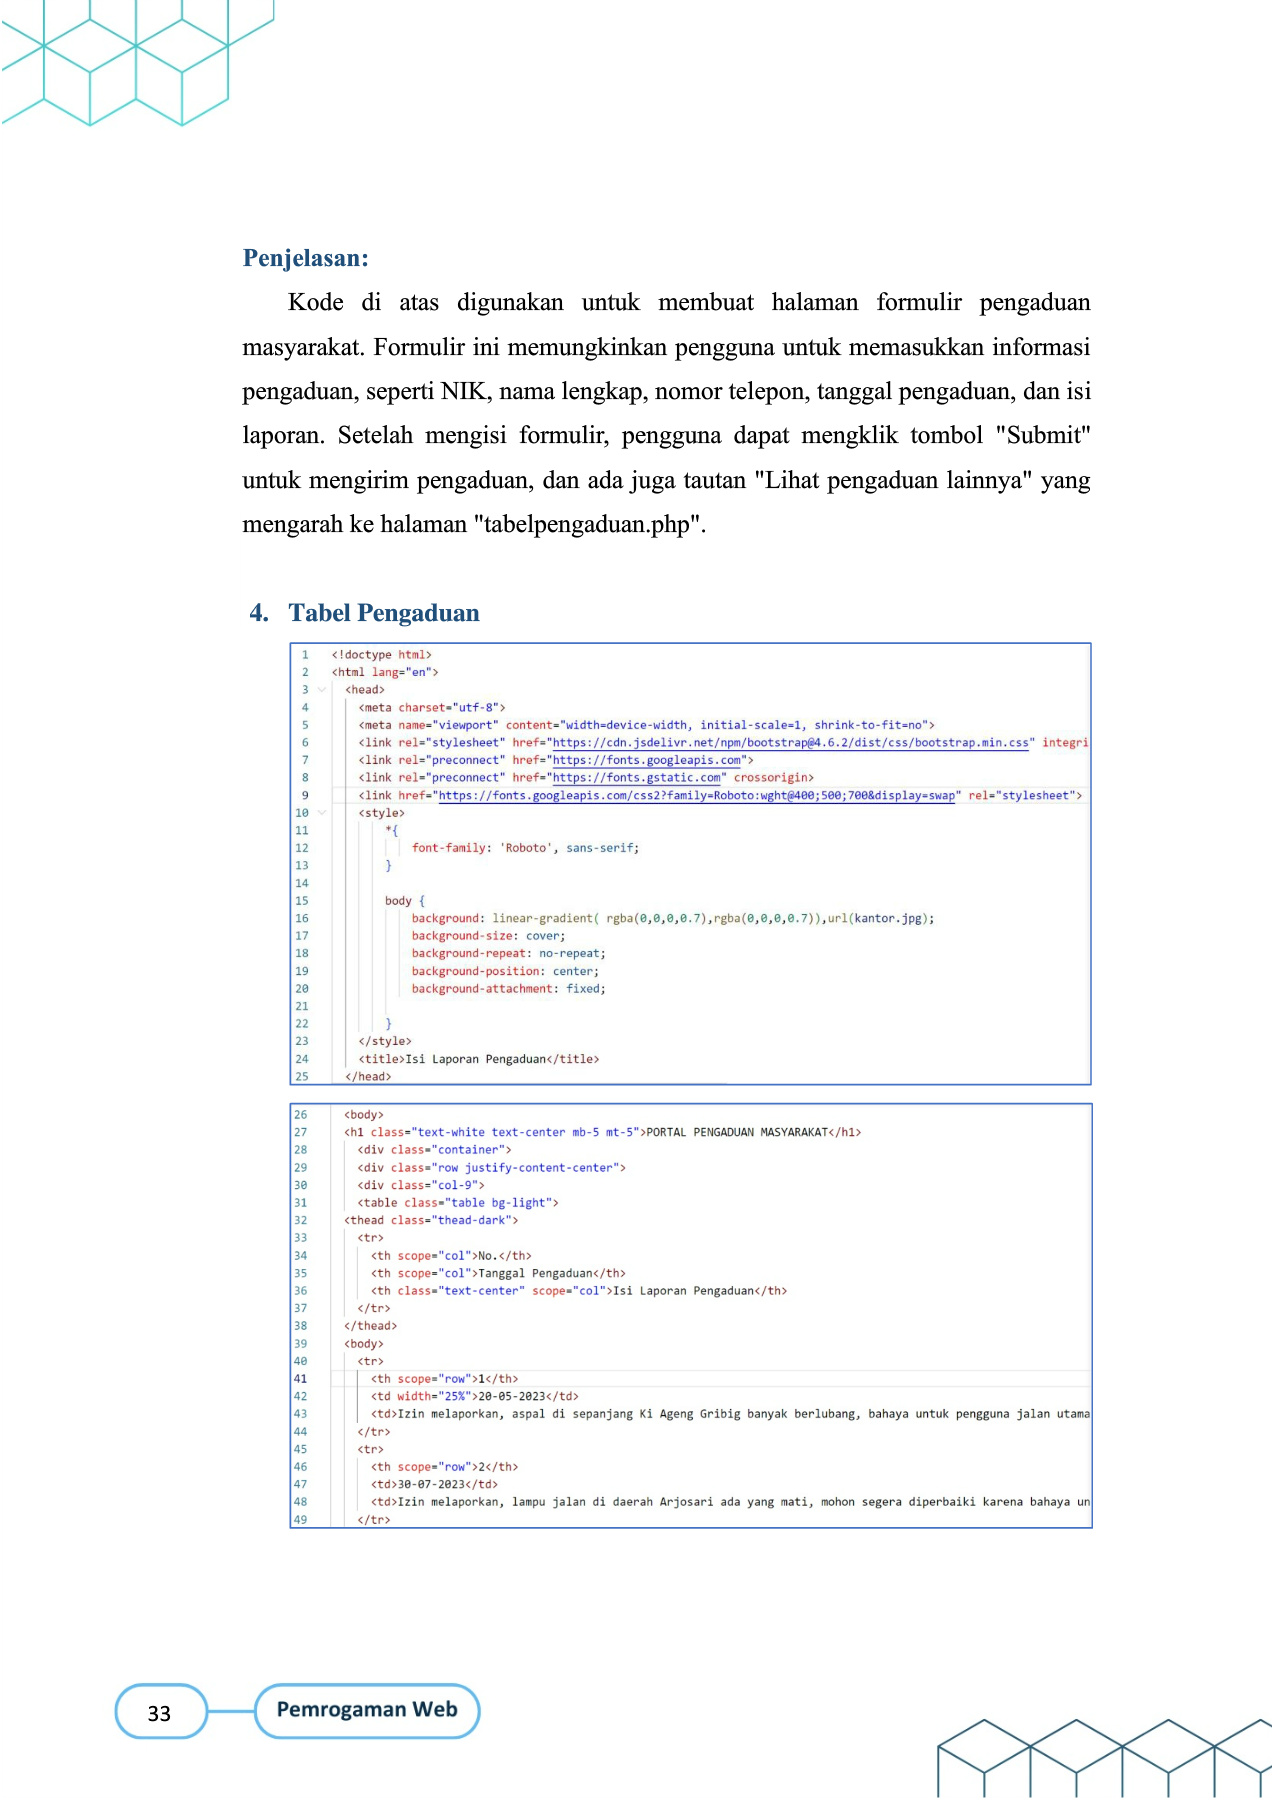 Penjelasan:
Kode di atas digunakan untuk membuat halaman formulir pengaduan
masyarakat. Formulir ini memungkinkan pengguna untuk memasukkan informasi
pengaduan, seperti NIK, nama lengkap, nomor telepon, tanggal pengaduan, dan isi
laporan. Setelah mengisi formulir, pengguna dapat mengklik tombol "Submit"
untuk mengirim pengaduan, dan ada juga tautan "Lihat pengaduan lainnya" yang
mengarah ke halaman "tabelpengaduan.php".
4. Tabel Pengaduan
1 <!doctype html>
2 <html lang="en">
3 <head>
4 <meta charset="utf-8">
5 <meta name="viewport" content="width=device-width, initial-scale=1, shrink-to-fit=no">
6 <link rel="stylesheet" href="https://cdn.jsdelivr.net/npm/bootstrap@4.6.2/dist/css/bootstrap.min.css" integri
7 <link rel="preconnect" href="https://fonts.googleapis.com">
8 <link rel="preconnect" href="https://fonts.gstatic.com" crossorigin>
9 <link href="https://fonts.googleapis.com/css2?family=Roboto:wght@400;500;700&display=swap" rel="stylesheet">
10 <style>
11 *{
12 font-family: 'Roboto', sans-serif;
13 }
14
15 body {
16 background: linear-gradient( rgba(0,0,0,0.7),rgba(0,0,0,0.7)),url(kantor.jpg);
17 background-size: cover;
18 background-repeat: no-repeat;
19 background-position: center;
20 background-attachment: fixed;
21
22 }
23 </style>
24 <title>Isi Laporan Pengaduan</title>
25 </head>
26 <body>
27 <h1 class="text-white text-center mb-5 mt-5">PORTAL PENGADUAN MASYARAKAT</h1>
28 <div class="container">
29 <div class="row justify-content-center">
30 <div class="col-9">
31 <table class="table bg-light">
32 <thead class="thead-dark">
33 <tr>
34 <th scope="col">No.</th>
35 <th scope="col">Tanggal Pengaduan</th>
36 <th class="text-center" scope="col">Isi Laporan Pengaduan</th>
37 </tr>
38 </thead>
39 <body>
40 <tr>
41 <th scope="row">1</th>
42 <td width="25%">20-05-2023</td>
43 <td>Izin melaporkan, aspal di sepanjang Ki Ageng Gribig banyak berlubang, bahaya untuk pengguna jalan utama
44 </tr>
45 <tr>
46 <th scope="row">2</th>
47 <td>30-07-2023</td>
48 <td>Izin melaporkan, lampu jalan di daerah Arjosari ada yang mati, mohon segera diperbaiki karena bahaya un
49 </tr>
33
Pemrogaman Web